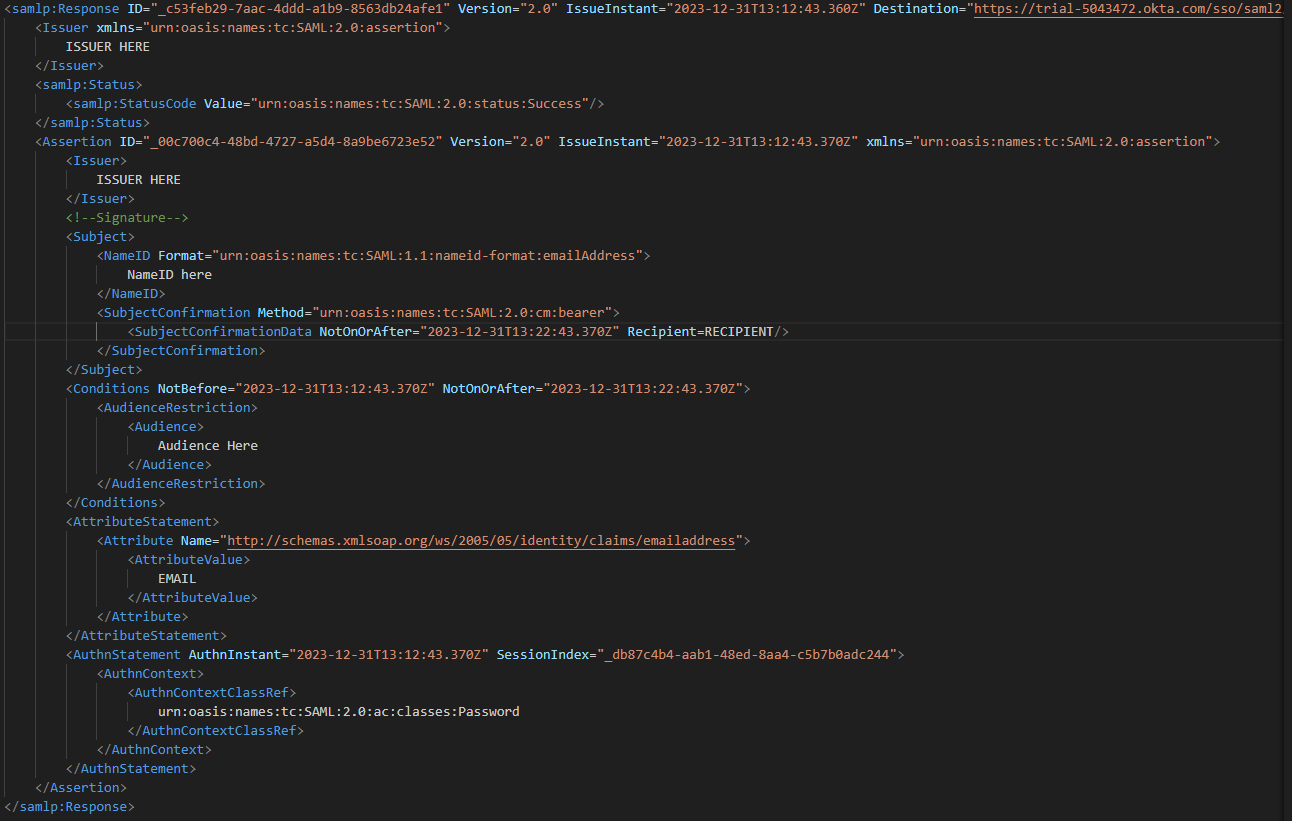 <samlp:Response ID="_c53feb29-7aac-4ddd-a1b9-8563db24afe1" Version="2.0" IssueInstant="2023-12-31T13:12:43.360Z" Destination="https://trial-5043472.okta.com/sso/saml2
<Issuer xmlns="urn:oasis:names:tc:SAML:2.0:assertion">
ISSUER HERE
</Issuer>
<samlp:Status>
<samlp:StatusCode Value="urn:oasis:names:tc:SAML:2.0:status:Success"/>
</samlp:Status>
<Assertion ID="_00c700c4-48bd-4727-a5d4-8a9be6723e52" Version="2.0" IssueInstant="2023-12-31T13:12:43.370Z" xmlns="urn:oasis:names:tc:SAML:2.0:assertion">
<Issuer>
ISSUER HERE
</Issuer>
<!--Signature-->
<Subject>
<NameID Format="urn:oasis:names:tc:SAML:1.1:nameid-format:emailAddress">
NameID here
</NameID>
<SubjectConfirmation Method="urn:oasis:names:tc:SAML:2.0:cm:bearer">
<SubjectConfirmationData NotOnOrAfter="2023-12-31T13:22:43.370Z" Recipient=RECIPIENT/>
</SubjectConfirmation>
</Subject>
<Conditions NotBefore="2023-12-31T13:12:43.370Z" NotOnOrAfter="2023-12-31T13:22:43.370Z">
<AudienceRestriction>
<Audience>
Audience Here
</Audience>
</AudienceRestriction>
</Conditions>
<AttributeStatement>
<Attribute Name="http://schemas.xmlsoap.org/ws/2005/05/identity/claims/emailaddress">
<AttributeValue>
EMAIL
</AttributeValue>
</Attribute>
</AttributeStatement>
<AuthnStatement AuthnInstant="2023-12-31T13:12:43.370Z" SessionIndex="_db87c4b4-aab1-48ed-8aa4-c5b7b0adc244">
<AuthnContext>
<AuthnContextClassRef>
urn:oasis:names:tc:SAML:2.0:ac:classes:Password
</AuthnContextClassRef>
</AuthnContext>
</AuthnStatement>
</Assertion>
</samlp:Response>